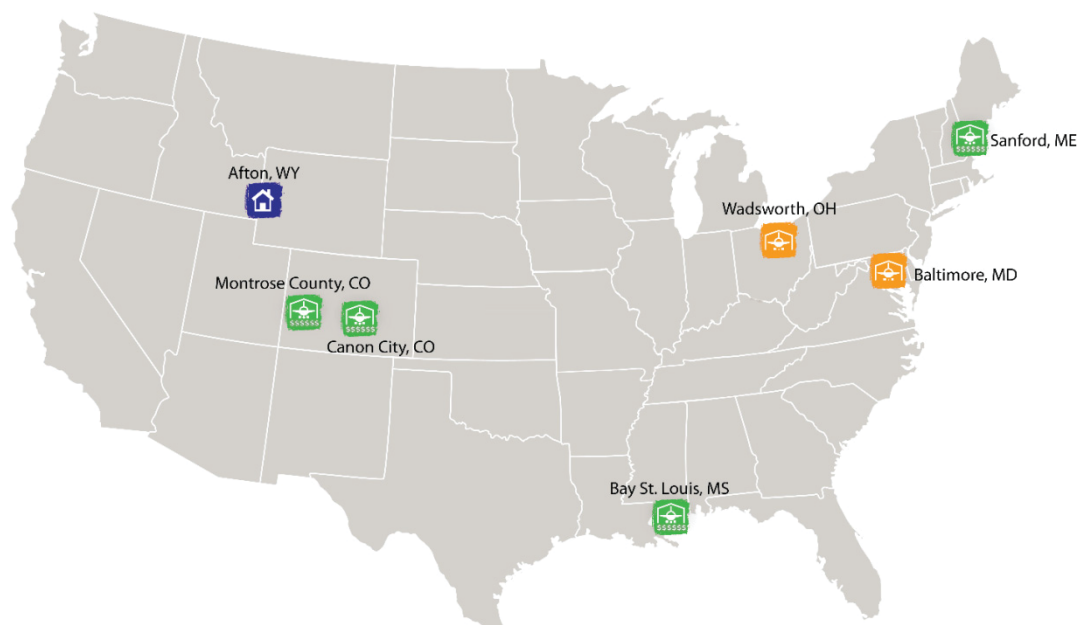 Sanford, ME
Afton, WY
Wadsworth, OH
Baltimore, MD
Montrose County, CO
Canon City, CO
Bay St. Louis, MS